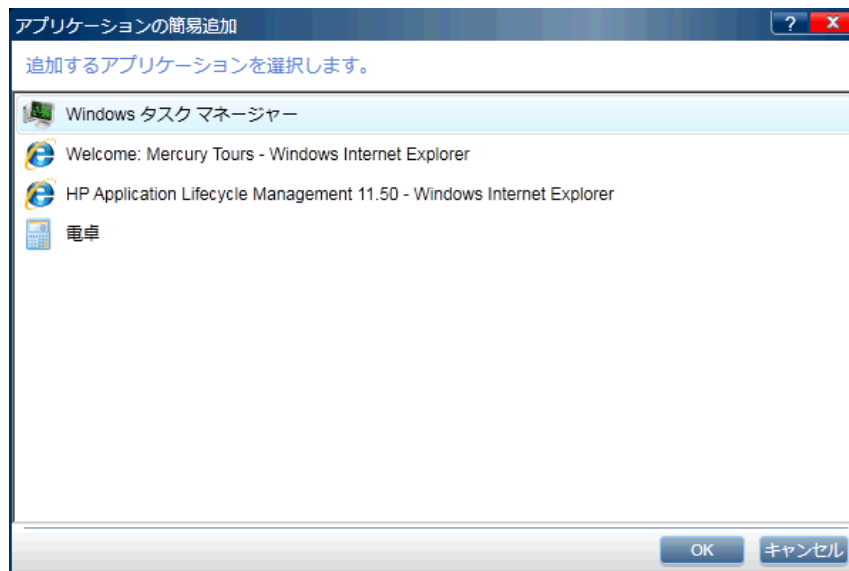 アプリケーションの簡易追加
?
X
追加するアプリケーションを選択します。
Windows タスク マネージャー
Welcome: Mercury Tours - Windows Internet Explorer
HP Application Lifecycle Management 11.50 - Windows Internet Explorer
電卓
OK
キャンセル